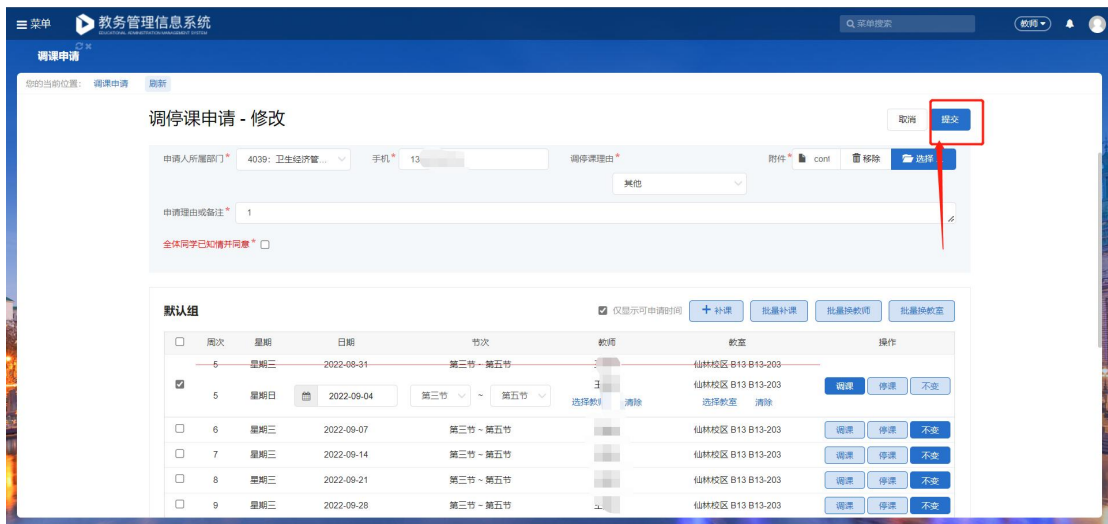 菜单 教务管理信息系统 菜单搜索 教师
EDUCATIONAL ADMINISTRATION MANAGEMENT SYSTEM
调课申请
您的当前位置： 调课申请 刷新
调停课申请 - 修改 取消 提交
申请人所属部门* 4039：卫生经济管... 手机* 13 调停课理由* 附件* cont 移除 选择
其他
申请理由或备注* 1
全体同学已知情并同意*
默认组 仅显示可申请时间 补课 批量补课 批量换教师 批量换教室
周次 星期 日期 节次 教师 教室 操作
5 星期三 2022-08-31 第三节 - 第五节 仙林校区 B13 B13-203
5 星期日 2022-09-04 第三节 ~ 第五节 王 仙林校区 B13 B13-203 调课 停课 不变
选择教师 清除 选择教室 清除
6 星期三 2022-09-07 第三节 ~ 第五节 仙林校区 B13 B13-203 调课 停课 不变
7 星期三 2022-09-14 第三节 ~ 第五节 仙林校区 B13 B13-203 调课 停课 不变
8 星期三 2022-09-21 第三节 ~ 第五节 仙林校区 B13 B13-203 调课 停课 不变
9 星期三 2022-09-28 第三节 ~ 第五节 仙林校区 B13 B13-203 调课 停课 不变